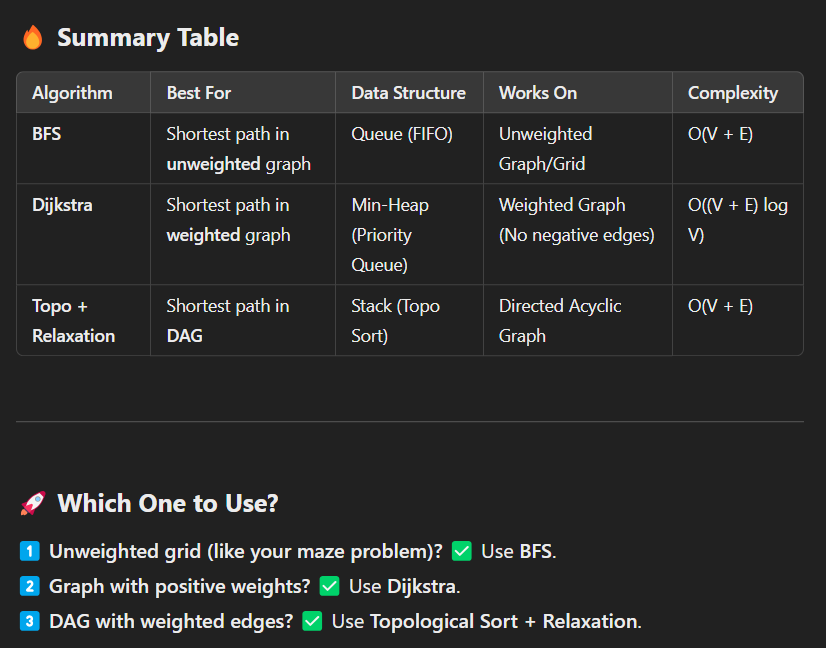 🔥 Summary Table
Algorithm Best For Data Structure Works On Complexity
BFS Shortest path in unweighted graph Queue (FIFO) Unweighted Graph/Grid O(V + E)
Dijkstra Shortest path in weighted graph Min-Heap (Priority Queue) Weighted Graph (No negative edges) O((V + E) log V)
Topo + Relaxation Shortest path in DAG Stack (Topo Sort) Directed Acyclic Graph O(V + E)
🚀 Which One to Use?
1️⃣ Unweighted grid (like your maze problem)? ✅ Use BFS.
2️⃣ Graph with positive weights? ✅ Use Dijkstra.
3️⃣ DAG with weighted edges? ✅ Use Topological Sort + Relaxation.